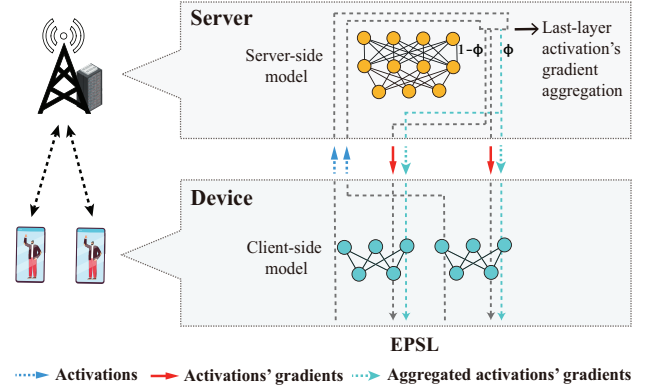 Server
Server-side
model
1-ϕ
ϕ
Last-layer
activation's
gradient
aggregation
Device
Client-side
model
EPSL
Activations
Activations' gradients
Aggregated activations' gradients